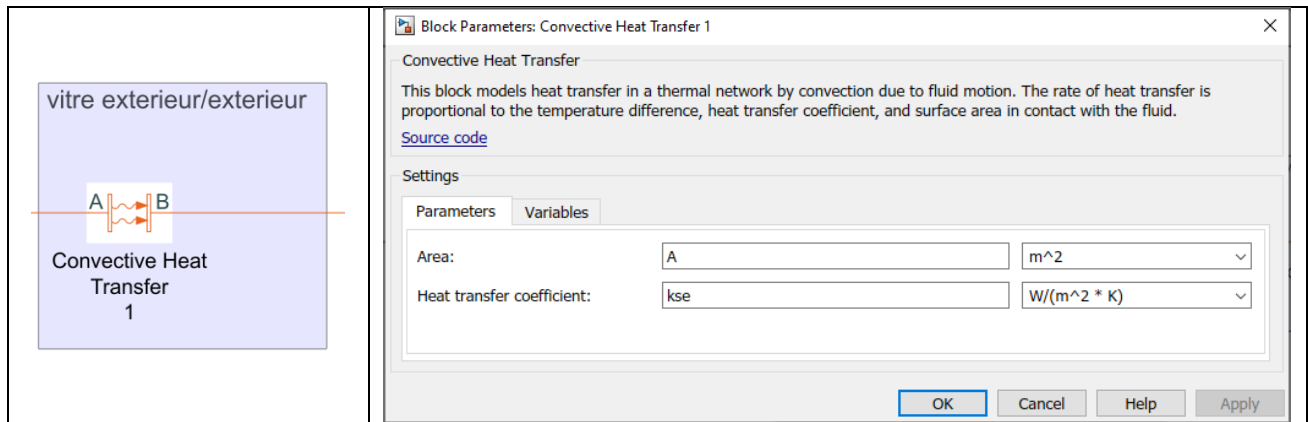 vitre exterieur/exterieur
A B
Convective Heat
Transfer
1
Block Parameters: Convective Heat Transfer 1
Convective Heat Transfer
This block models heat transfer in a thermal network by convection due to fluid motion. The rate of heat transfer is
proportional to the temperature difference, heat transfer coefficient, and surface area in contact with the fluid.
Source code
Settings
Parameters Variables
Area: A m^2
Heat transfer coefficient: kse W/(m^2 * K)
OK Cancel Help Apply